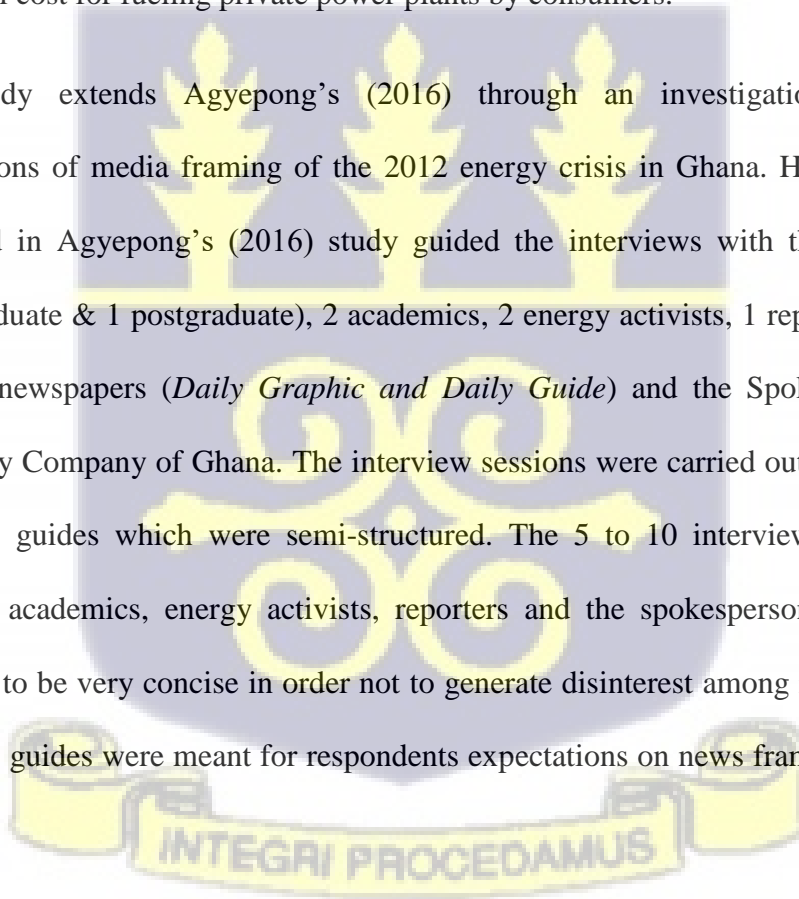 cost for fueling private power plants by consumers.
dy extends Agyepong’s (2016) through an investigatio
ons of media framing of the 2012 energy crisis in Ghana. H
in Agyepong’s (2016) study guided the interviews with t
duate & 1 postgraduate), 2 academics, 2 energy activists, 1 rep
newspapers (Daily Graphic and Daily Guide) and the Spo
y Company of Ghana. The interview sessions were carried out
guides which were semi-structured. The 5 to 10 interview
academics, energy activists, reporters and the spokesperson
to be very concise in order not to generate disinterest among
guides were meant for respondents expectations on news fran
INTEGRI PROCEDAMUS